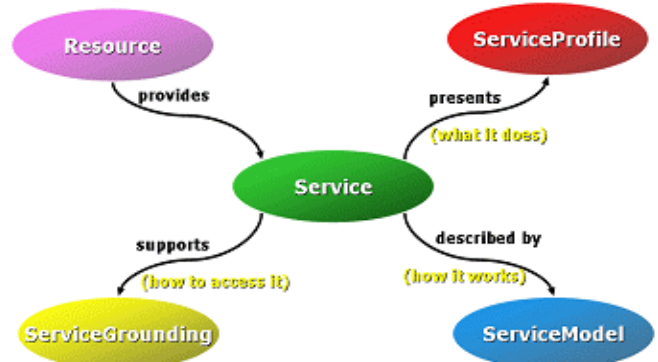 Resource
ServiceProfile
provides
presents
(what it does)
Service
supports
described by
(how to access it)
(how it works)
ServiceGrounding
ServiceModel